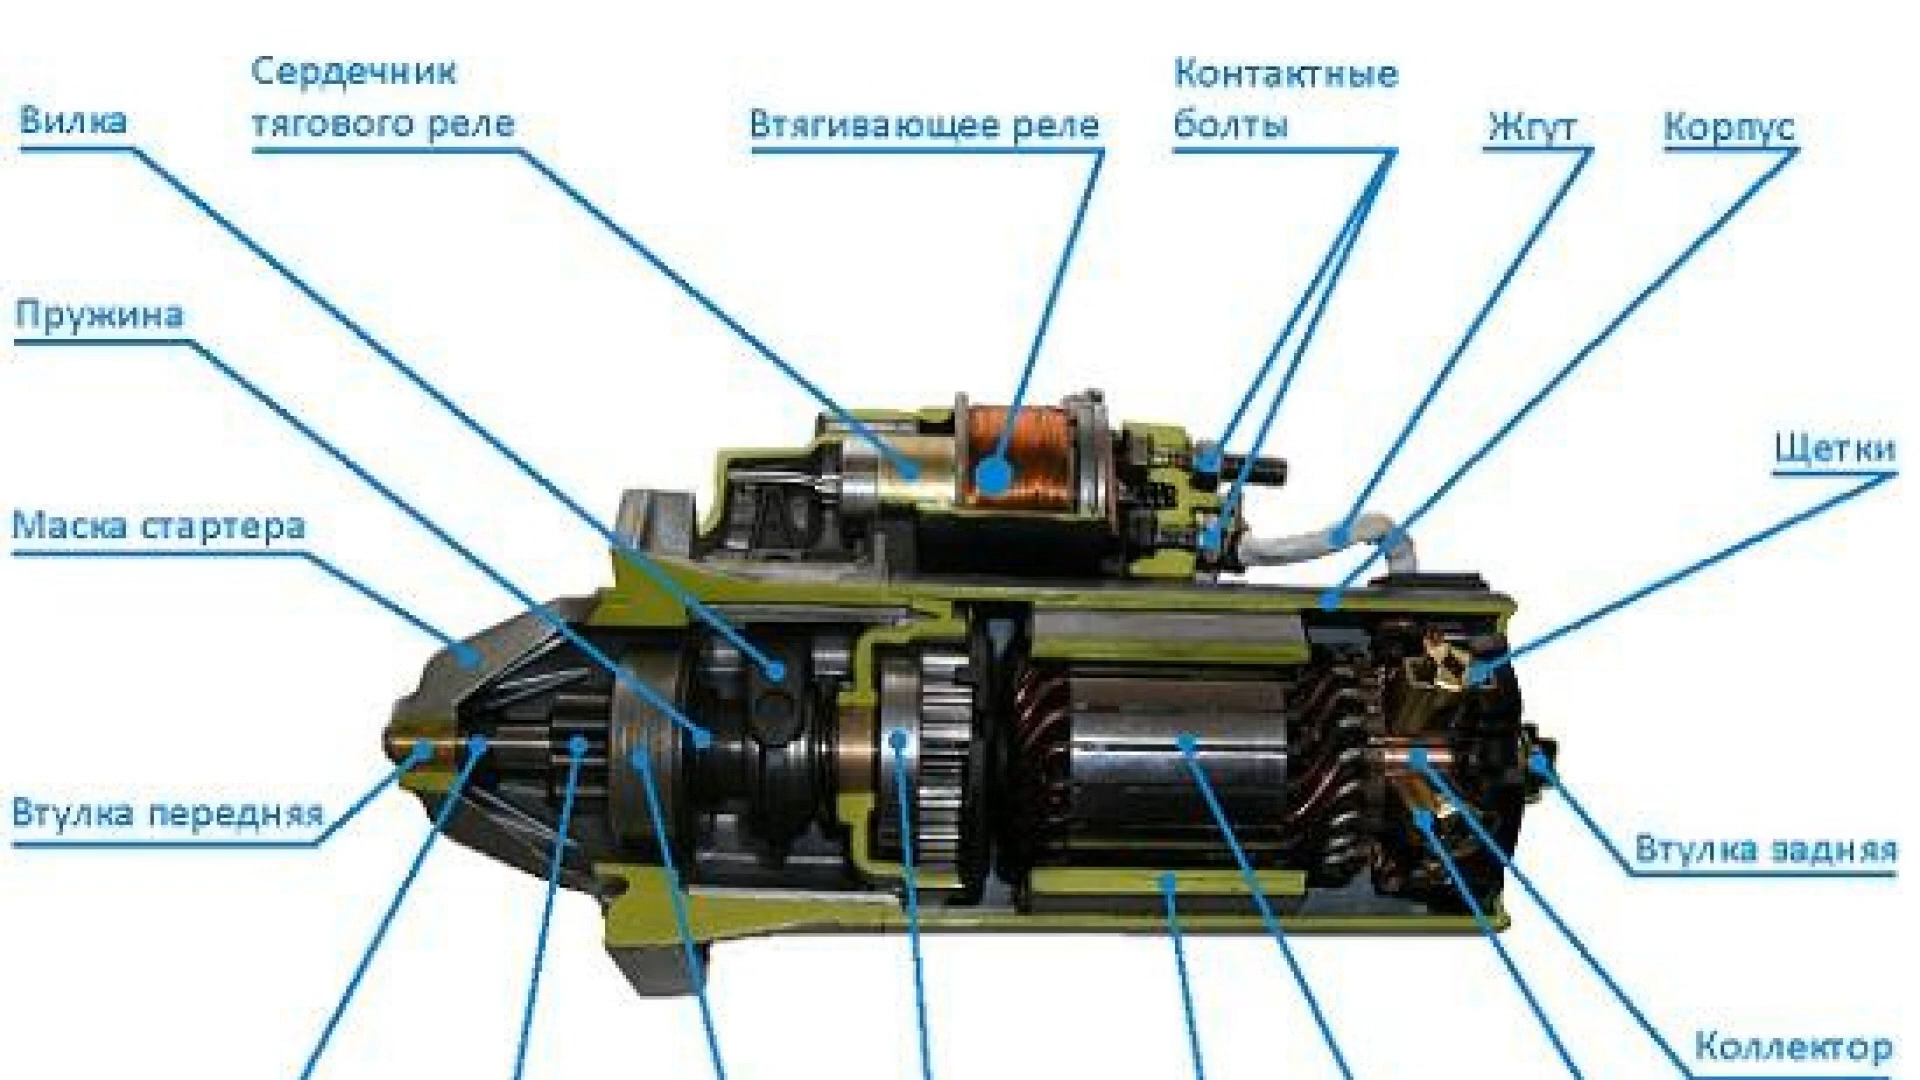 Сердечник
тягового реле
Контактные
болты
Вилка
Втягивающее реле
Жгут
Корпус
Пружина
Щетки
Маска стартера
Втулка передняя
Втулка задняя
Коллектор